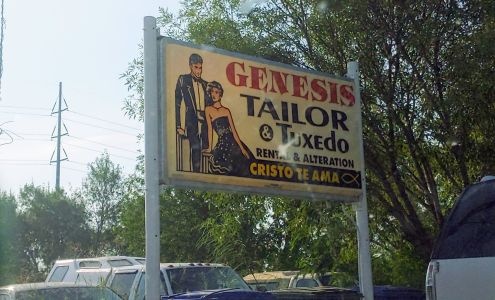 GENESIS
TAILOR
& Tuxedo
RENTAL & ALTERATION
CRISTO TE AMA